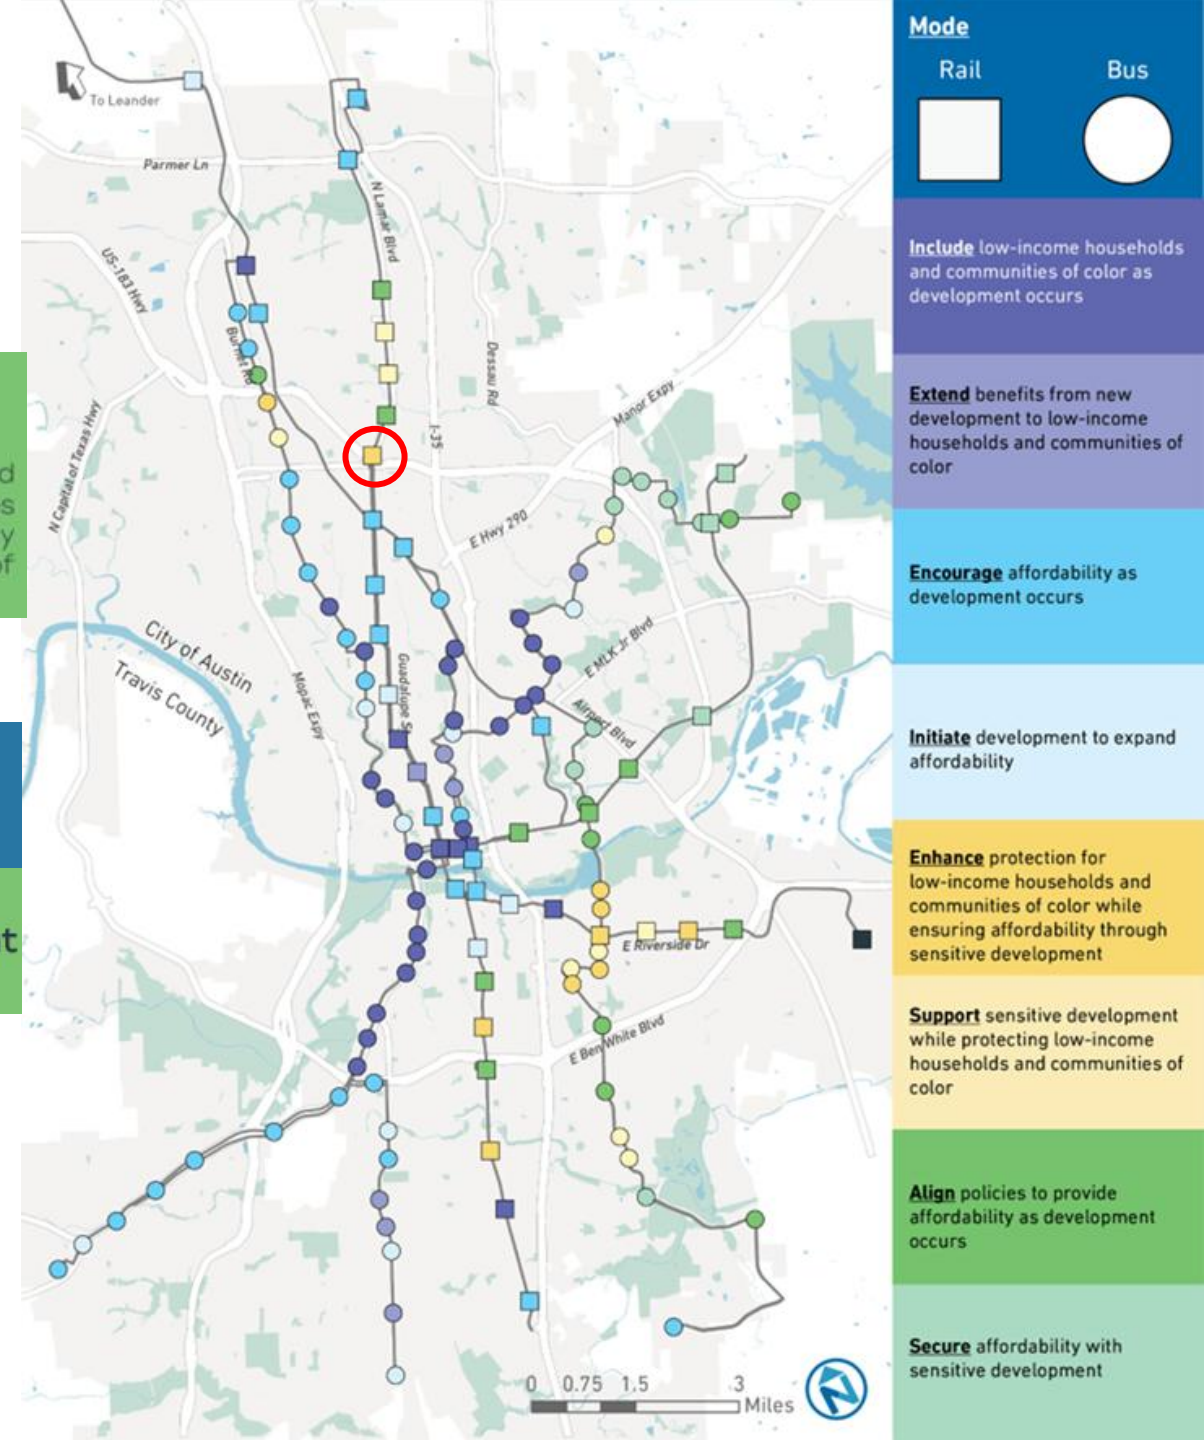 Mode
Rail
Bus
Include low-income households
and communities of color as
development occurs
Extend benefits from new
development to low-income
households and communities of
color
Encourage affordability as
development occurs
Initiate development to expand
affordability
Enhance protection for
low-income households and
communities of color while
ensuring affordability through
sensitive development
Support sensitive development
while protecting low-income
households and communities of
color
Align policies to provide
affordability as development
occurs
Secure affordability with
sensitive development
To Leander
Parmer Ln
N Lamar Blvd
US-183 Hwy
Burnet Rd
Dessau Rd
Manor Expy
I-35
N Capital of Texas Hwy
E Hwy 290
City of Austin
Travis County
E MLK Jr Blvd
Guadalupe S
Mopac Expy
Airport Blvd
E Riverside Dr
E Ben White Blvd
0 0.75 1.5 3
Miles
d
s
y
of
t